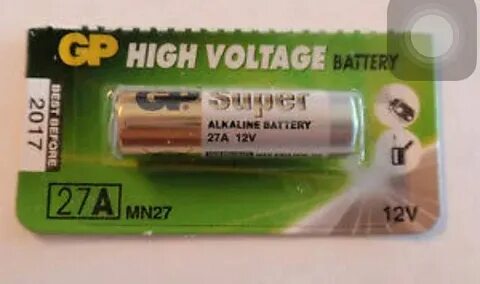 GP HIGH VOLTAGE BATTERY
BEST BEFORE
2017
GP Super
ALKALINE BATTERY
27A 12V
27A MN27
12V